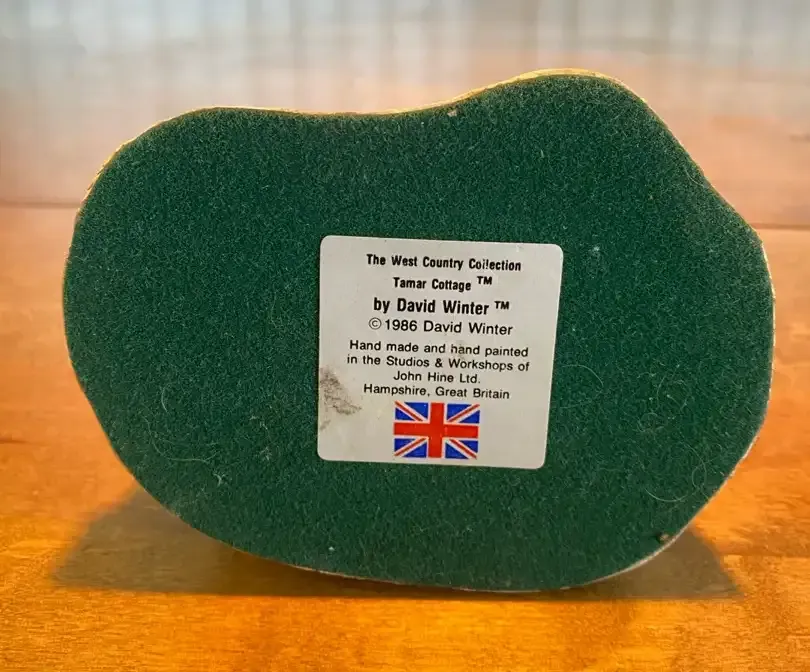 The West Country Collection
Tamar Cottage ™
by David Winter ™
©1986 David Winter
Hand made and hand painted
in the Studios & Workshops of
John Hine Ltd.
Hampshire, Great Britain